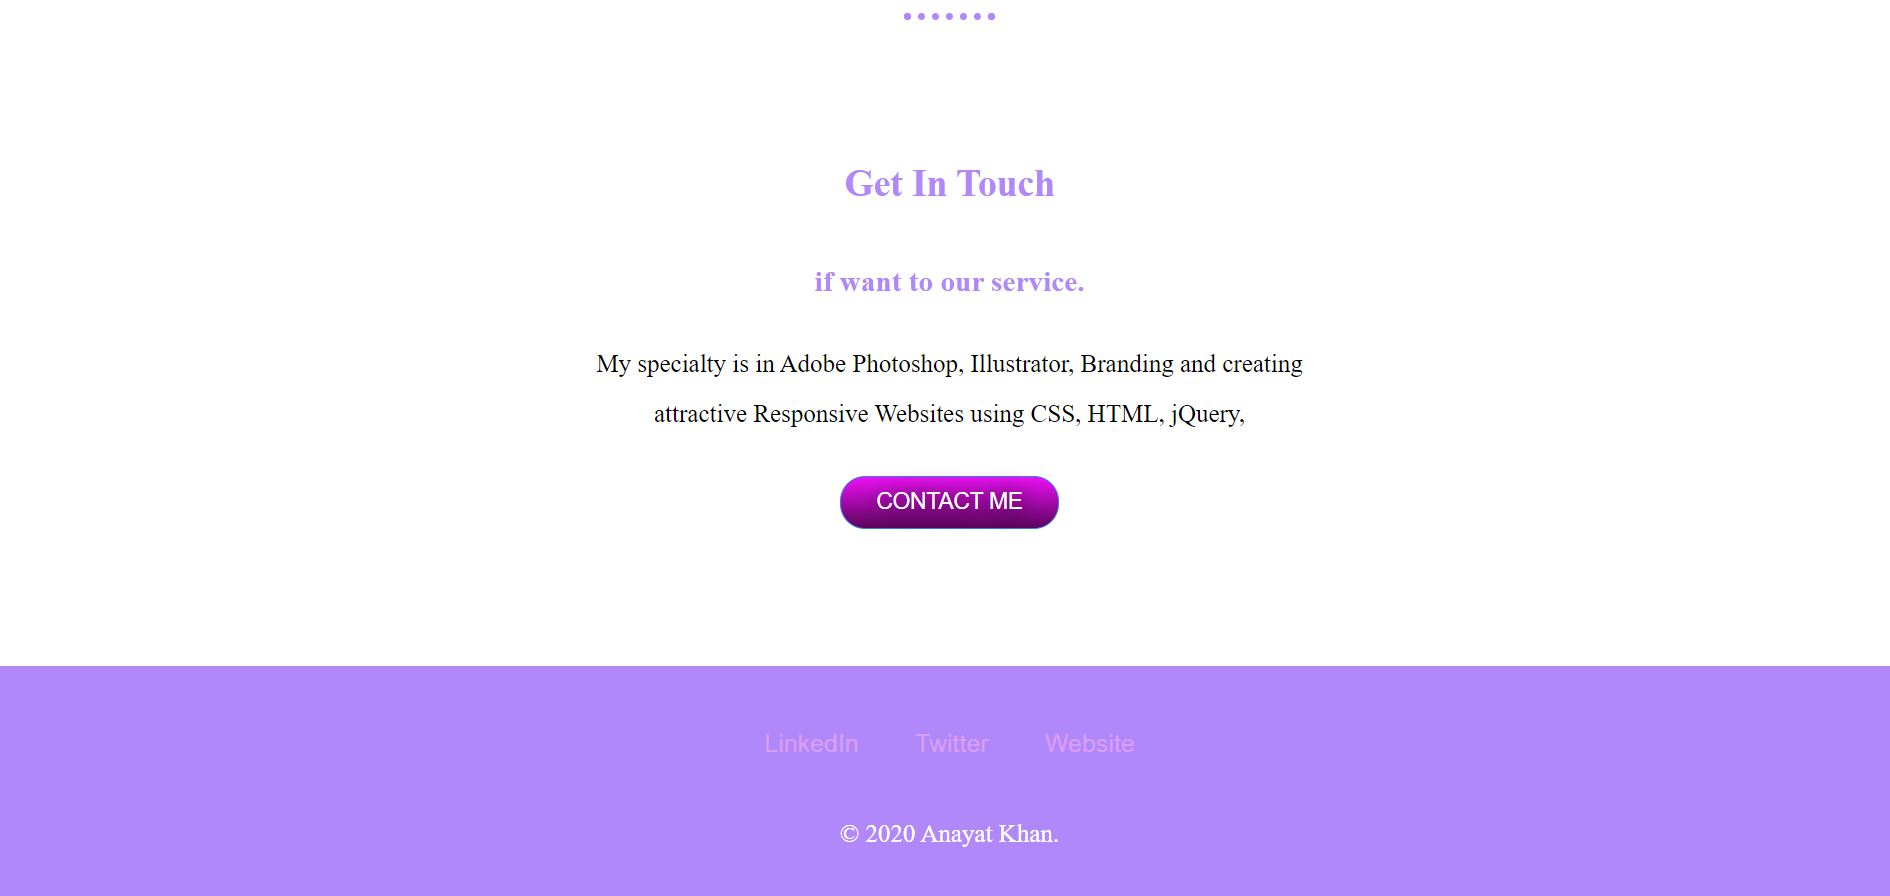 Get In Touch
if want to our service.
My specialty is in Adobe Photoshop, Illustrator, Branding and creating
attractive Responsive Websites using CSS, HTML, jQuery,
CONTACT ME
LinkedIn Twitter Website
© 2020 Anayat Khan.